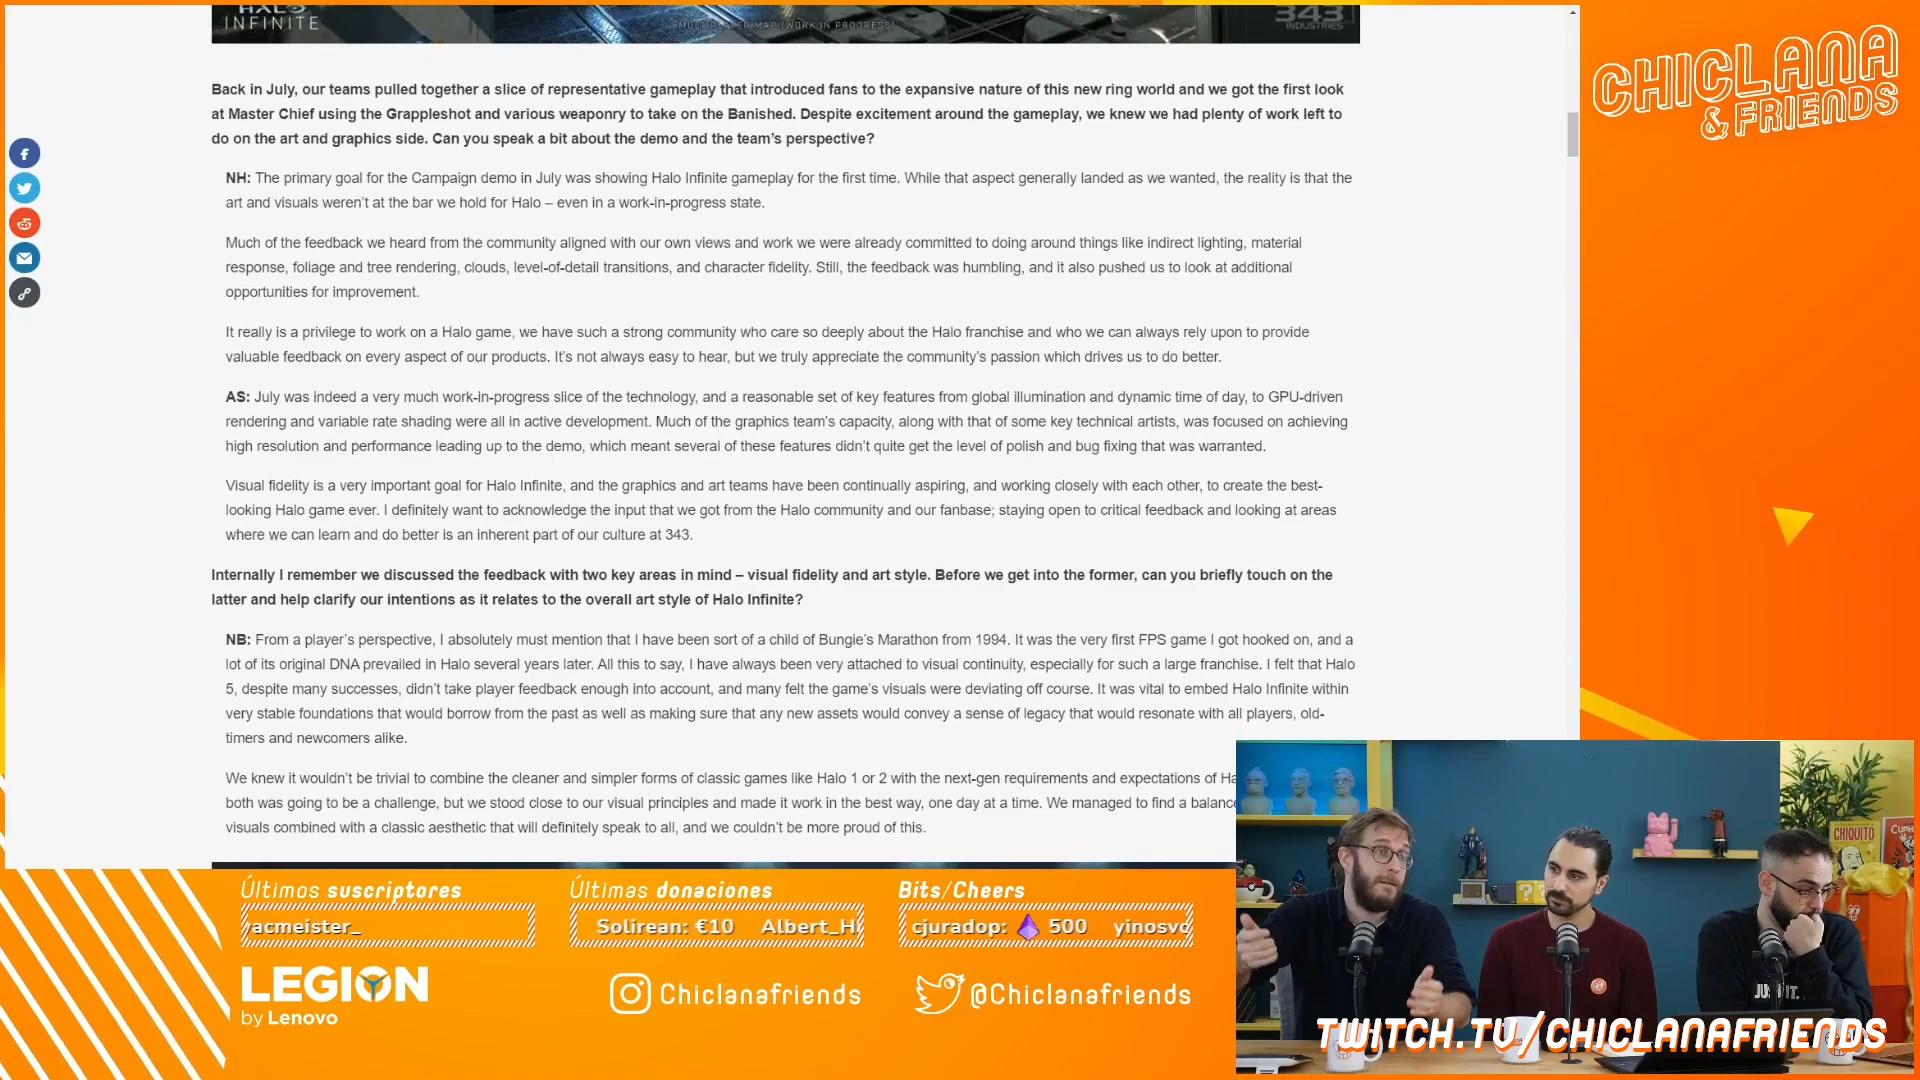 HALO
INFINITE
MULTIPLAYER MAP [WORK IN PROGRESS]
343
INDUSTRIES
CHICLANA
& FRIENDS
Back in July, our teams pulled together a slice of representative gameplay that introduced fans to the expansive nature of this new ring world and we got the first look
at Master Chief using the Grappleshot and various weaponry to take on the Banished. Despite excitement around the gameplay, we knew we had plenty of work left to
do on the art and graphics side. Can you speak a bit about the demo and the team’s perspective?
NH: The primary goal for the Campaign demo in July was showing Halo Infinite gameplay for the first time. While that aspect generally landed as we wanted, the reality is that the
art and visuals weren’t at the bar we hold for Halo – even in a work-in-progress state.
Much of the feedback we heard from the community aligned with our own views and work we were already committed to doing around things like indirect lighting, material
response, foliage and tree rendering, clouds, level-of-detail transitions, and character fidelity. Still, the feedback was humbling, and it also pushed us to look at additional
opportunities for improvement.
It really is a privilege to work on a Halo game, we have such a strong community who care so deeply about the Halo franchise and who we can always rely upon to provide
valuable feedback on every aspect of our products. It’s not always easy to hear, but we truly appreciate the community’s passion which drives us to do better.
AS: July was indeed a very much work-in-progress slice of the technology, and a reasonable set of key features from global illumination and dynamic time of day, to GPU-driven
rendering and variable rate shading were all in active development. Much of the graphics team’s capacity, along with that of some key technical artists, was focused on achieving
high resolution and performance leading up to the demo, which meant several of these features didn’t quite get the level of polish and bug fixing that was warranted.
Visual fidelity is a very important goal for Halo Infinite, and the graphics and art teams have been continually aspiring, and working closely with each other, to create the best-
looking Halo game ever. I definitely want to acknowledge the input that we got from the Halo community and our fanbase; staying open to critical feedback and looking at areas
where we can learn and do better is an inherent part of our culture at 343.
Internally I remember we discussed the feedback with two key areas in mind – visual fidelity and art style. Before we get into the former, can you briefly touch on the
latter and help clarify our intentions as it relates to the overall art style of Halo Infinite?
NB: From a player’s perspective, I absolutely must mention that I have been sort of a child of Bungie’s Marathon from 1994. It was the very first FPS game I got hooked on, and a
lot of its original DNA prevailed in Halo several years later. All this to say, I have always been very attached to visual continuity, especially for such a large franchise. I felt that Halo
5, despite many successes, didn’t take player feedback enough into account, and many felt the game’s visuals were deviating off course. It was vital to embed Halo Infinite within
very stable foundations that would borrow from the past as well as making sure that any new assets would convey a sense of legacy that would resonate with all players, old-
timers and newcomers alike.
We knew it wouldn’t be trivial to combine the cleaner and simpler forms of classic games like Halo 1 or 2 with the next-gen requirements and expectations of Ha
both was going to be a challenge, but we stood close to our visual principles and made it work in the best way, one day at a time. We managed to find a balance
visuals combined with a classic aesthetic that will definitely speak to all, and we couldn’t be more proud of this.
CHIQUITO
CUPH
JUST IT.
Últimos suscriptores
acmeister_
Últimas donaciones
Solirean: €10 Albert_H
Bits/Cheers
cjuradop: 500 yinosvo
LEGION
by Lenovo
Chiclanafriends
@Chiclanafriends
TWITCH.TV/CHICLANAFRIENDS